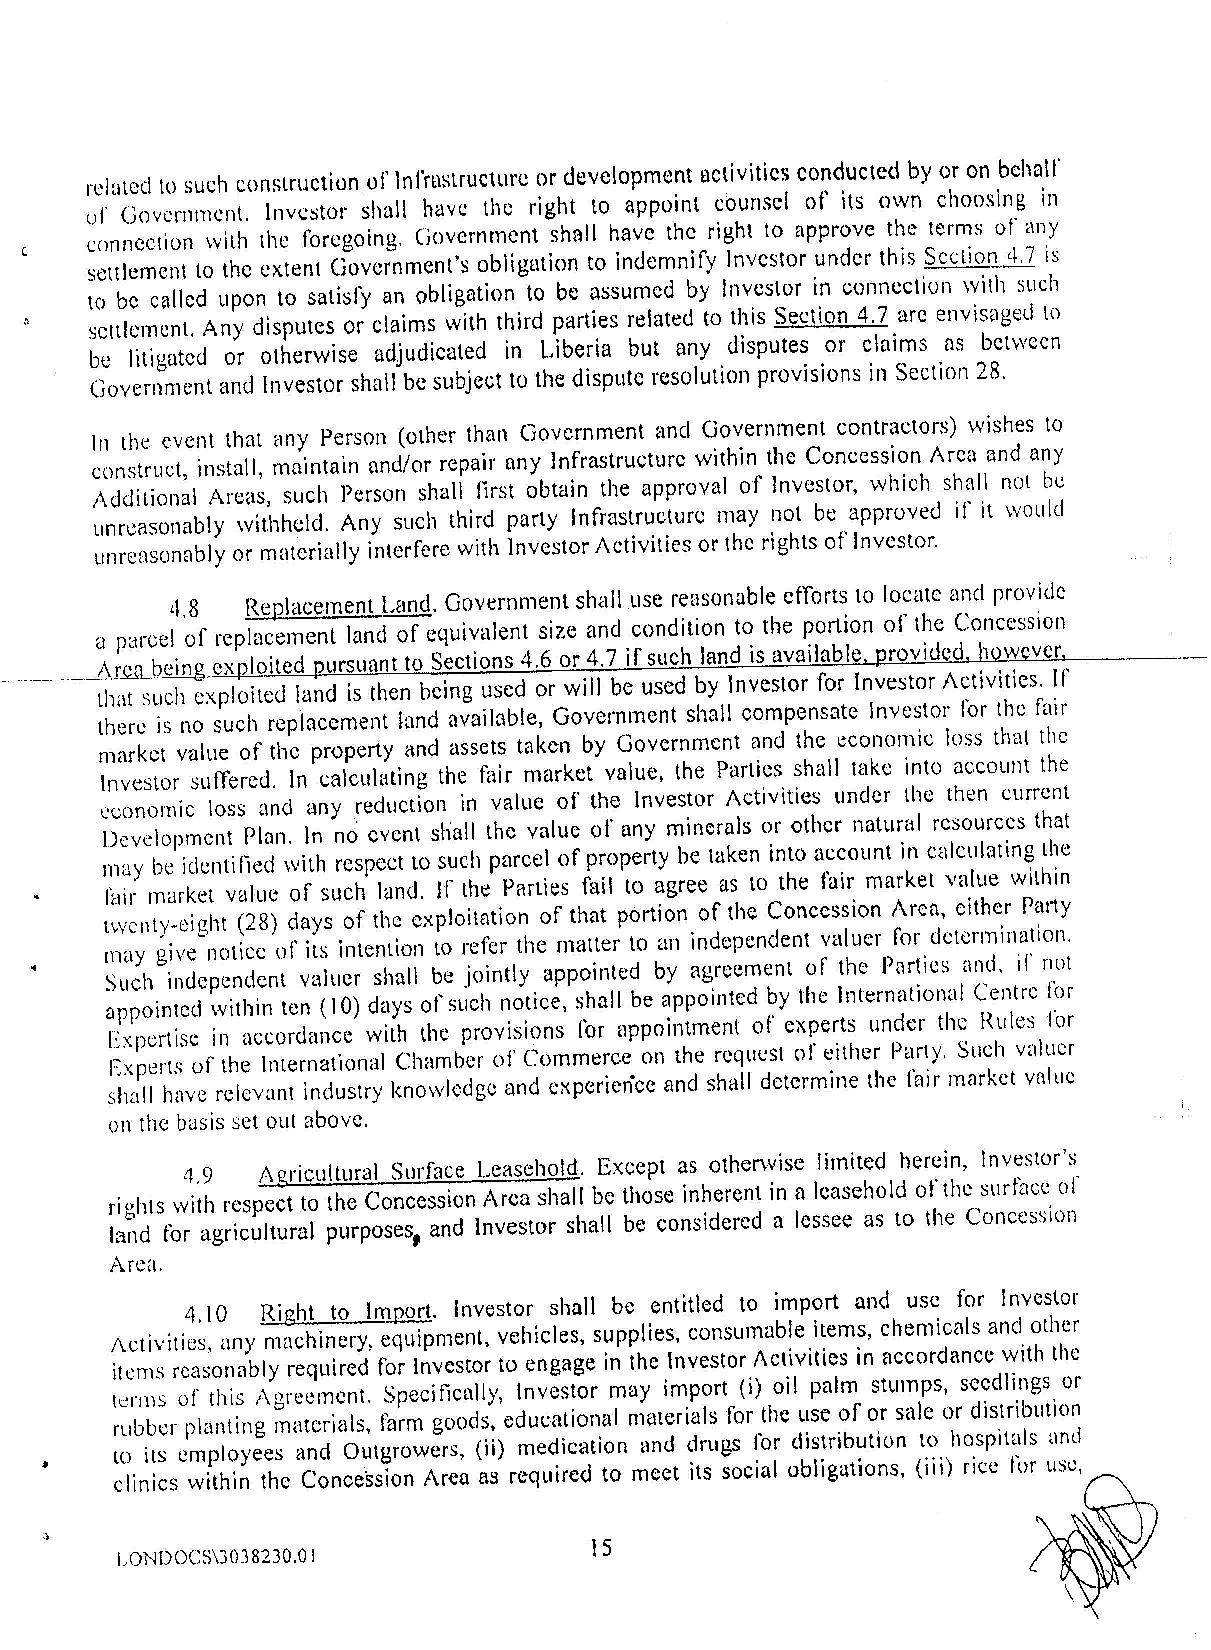 related to such construction of Infrastructure or development activities conducted by or on behalf
of Government. Investor shall have the right to appoint counsel of its own choosing in
connection with the foregoing. Government shall have the right to approve the terms of any
settlement to the extent Government's obligation to indemnify Investor under this Section 4.7 is
to be called upon to satisfy an obligation to be assumed by Investor in connection with such
settlement. Any disputes or claims with third parties related to this Section 4.7 are envisaged to
be litigated or otherwise adjudicated in Liberia but any disputes or claims as between
Government and Investor shall be subject to the dispute resolution provisions in Section 28.
In the event that any Person (other than Government and Government contractors) wishes to
construct, install, maintain and/or repair any Infrastructure within the Concession Area and any
Additional Areas, such Person shall first obtain the approval of Investor, which shall not be
unreasonably withheld. Any such third party Infrastructure may not be approved if it would
unreasonably or materially interfere with Investor Activities or the rights of Investor.
4.8 Replacement Land. Government shall use reasonable efforts to locate and provide
a parcel of replacement land of equivalent size and condition to the portion of the Concession
Area being exploited pursuant to Sections 4.6 or 4.7 if such land is available, provided, however,
that such exploited land is then being used or will be used by Investor for Investor Activities. If
there is no such replacement land available, Government shall compensate Investor for the fair
market value of the property and assets taken by Government and the economic loss that the
Investor suffered. In calculating the fair market value, the Parties shall take into account the
economic loss and any reduction in value of the Investor Activities under the then current
Development Plan. In no event shall the value of any minerals or other natural resources that
may be identified with respect to such parcel of property be taken into account in calculating the
fair market value of such land. If the Parties fail to agree as to the fair market value within
twenty-eight (28) days of the exploitation of that portion of the Concession Area, either Party
may give notice of its intention to refer the matter to an independent valuer for determination.
Such independent valuer shall be jointly appointed by agreement of the Parties and, if not
appointed within ten (10) days of such notice, shall be appointed by the International Centre for
Expertise in accordance with the provisions for appointment of experts under the Rules for
Experts of the International Chamber of Commerce on the request of either Party. Such valuer
shall have relevant industry knowledge and experience and shall determine the fair market value
on the basis set out above.
4.9 Agricultural Surface Leasehold. Except as otherwise limited herein, Investor's
rights with respect to the Concession Area shall be those inherent in a leasehold of the surface of
land for agricultural purposes, and Investor shall be considered a lessee as to the Concession
Area.
4.10 Right to Import. Investor shall be entitled to import and use for Investor
Activities, any machinery, equipment, vehicles, supplies, consumable items, chemicals and other
items reasonably required for Investor to engage in the Investor Activities in accordance with the
terms of this Agreement. Specifically, Investor may import (i) oil palm stumps, seedlings or
rubber planting materials, farm goods, educational materials for the use of or sale or distribution
to its employees and Outgrowers, (ii) medication and drugs for distribution to hospitals and
clinics within the Concession Area as required to meet its social obligations, (iii) rice for use,
LONDOCS\3038230.01
15